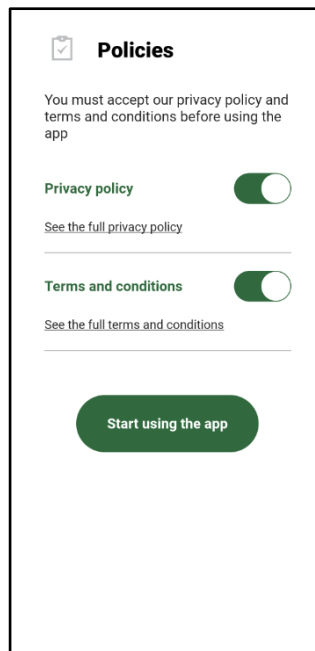 Policies
You must accept our privacy policy and
terms and conditions before using the
app
Privacy policy
See the full privacy policy
Terms and conditions
See the full terms and conditions
Start using the app